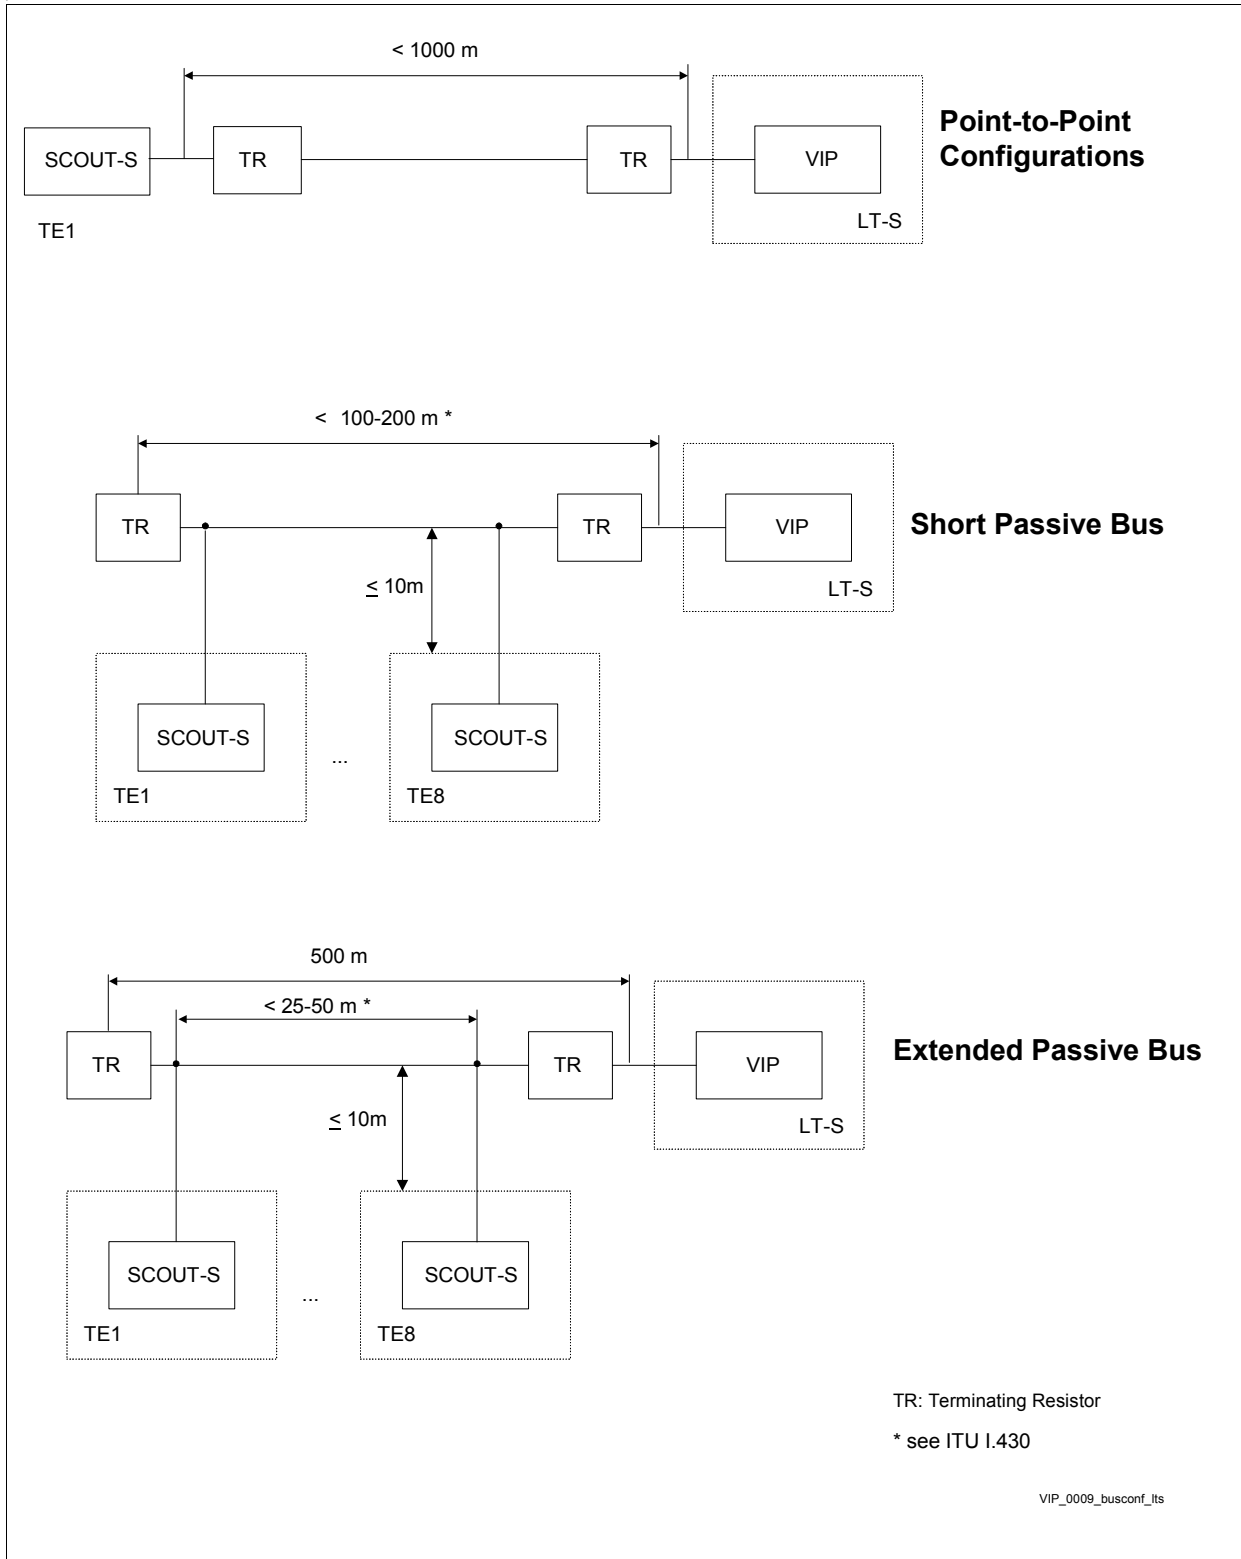 < 1000 m
Point-to-Point
Configurations
SCOUT-S
TR
TR
VIP
TE1
LT-S
< 100-200 m *
TR
TR
VIP
Short Passive Bus
≤ 10m
LT-S
SCOUT-S
SCOUT-S
...
TE1
TE8
500 m
< 25-50 m *
TR
TR
VIP
Extended Passive Bus
≤ 10m
LT-S
SCOUT-S
SCOUT-S
...
TE1
TE8
TR: Terminating Resistor
* see ITU I.430
VIP_0009_busconf_lts